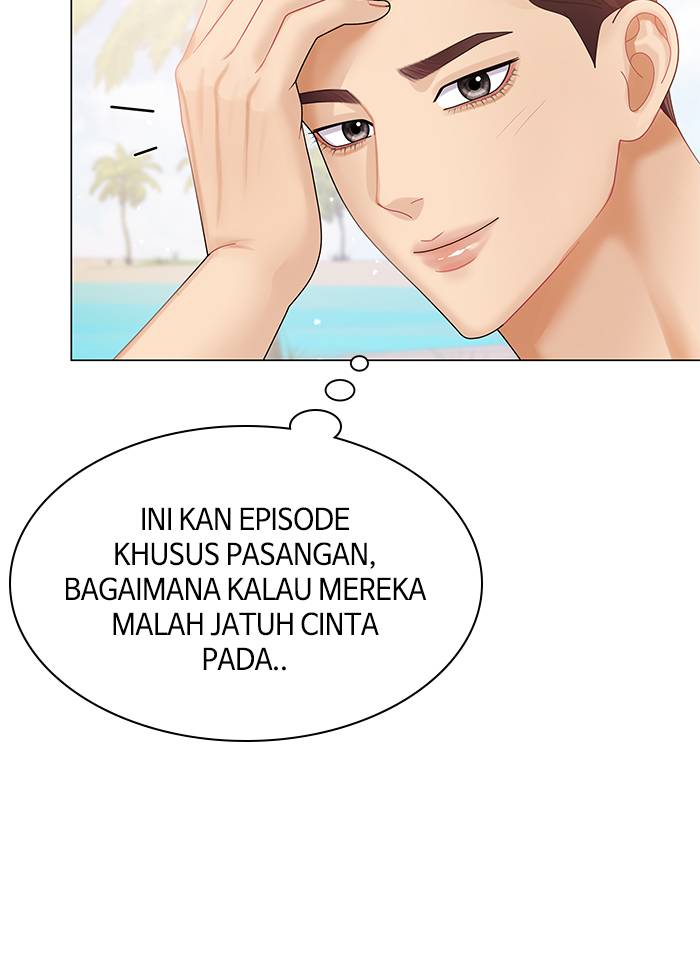 INI KAN EPISODE
KHUSUS PASANGAN,
BAGAIMANA KALAU MEREKA
MALAH JATUH CINTA
PADA..